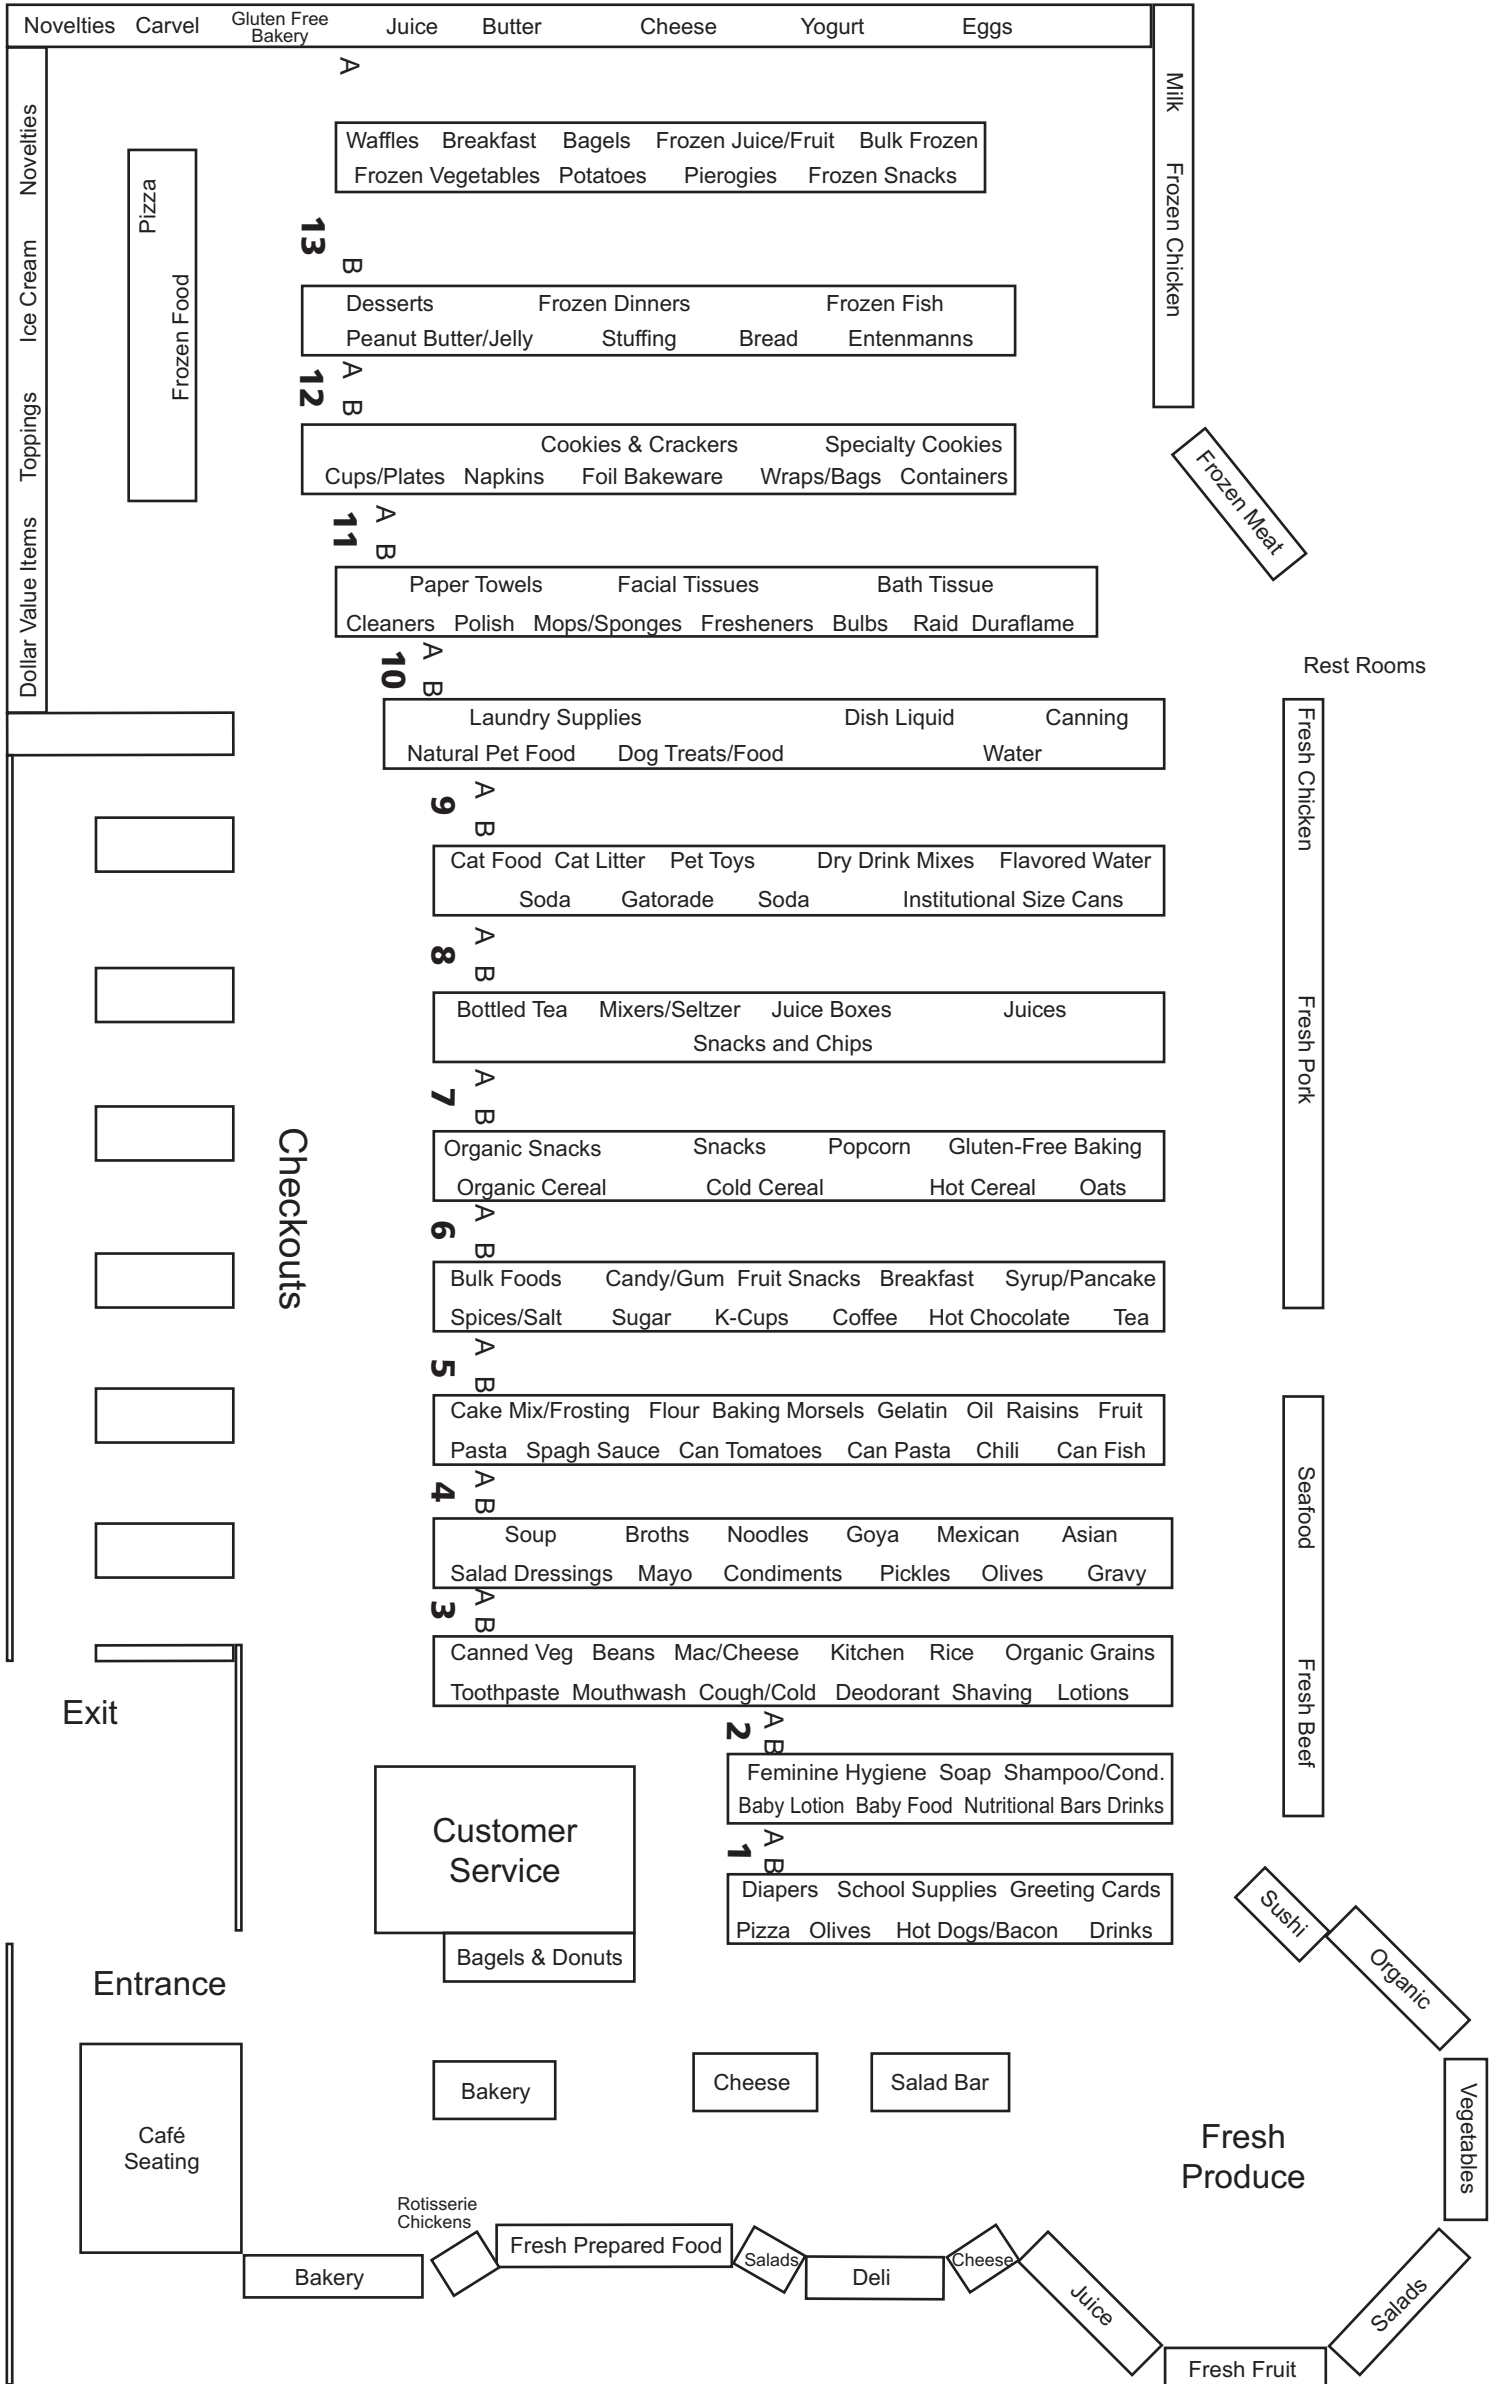 Novelties Carvel Gluten Free Bakery Juice Butter Cheese Yogurt Eggs
Milk Frozen Chicken
Novelties
Ice Cream
Toppings
Dollar Value Items
Pizza
Frozen Food
A
Waffles Breakfast Bagels Frozen Juice/Fruit Bulk Frozen
Frozen Vegetables Potatoes Pierogies Frozen Snacks
13
B
Desserts Frozen Dinners Frozen Fish
Peanut Butter/Jelly Stuffing Bread Entenmanns
12 A
B
Cookies & Crackers Specialty Cookies
Cups/Plates Napkins Foil Bakeware Wraps/Bags Containers
Frozen Meat
11 A
B
Paper Towels Facial Tissues Bath Tissue
Cleaners Polish Mops/Sponges Fresheners Bulbs Raid Duraflame
10 A
B
Rest Rooms
Laundry Supplies Dish Liquid Canning
Natural Pet Food Dog Treats/Food Water
Fresh Chicken
9 A
B
Cat Food Cat Litter Pet Toys Dry Drink Mixes Flavored Water
Soda Gatorade Soda Institutional Size Cans
8 A
B
Bottled Tea Mixers/Seltzer Juice Boxes Juices
Snacks and Chips
Fresh Pork
7 A
B
Checkouts
Organic Snacks Snacks Popcorn Gluten-Free Baking
Organic Cereal Cold Cereal Hot Cereal Oats
6 A
B
Bulk Foods Candy/Gum Fruit Snacks Breakfast Syrup/Pancake
Spices/Salt Sugar K-Cups Coffee Hot Chocolate Tea
5 A
B
Cake Mix/Frosting Flour Baking Morsels Gelatin Oil Raisins Fruit
Pasta Spagh Sauce Can Tomatoes Can Pasta Chili Can Fish
Seafood
4 A
B
Soup Broths Noodles Goya Mexican Asian
Salad Dressings Mayo Condiments Pickles Olives Gravy
3 A
B
Canned Veg Beans Mac/Cheese Kitchen Rice Organic Grains
Toothpaste Mouthwash Cough/Cold Deodorant Shaving Lotions
Fresh Beef
Exit
2 A
B
Feminine Hygiene Soap Shampoo/Cond.
Baby Lotion Baby Food Nutritional Bars Drinks
Customer
Service
1 A
B
Diapers School Supplies Greeting Cards
Pizza Olives Hot Dogs/Bacon Drinks
Bagels & Donuts
Sushi
Organic
Entrance
Bakery
Cheese
Salad Bar
Vegetables
Café
Seating
Fresh
Produce
Rotisserie
Chickens
Bakery
Fresh Prepared Food
Salads
Deli
Cheese
Juice
Salads
Fresh Fruit